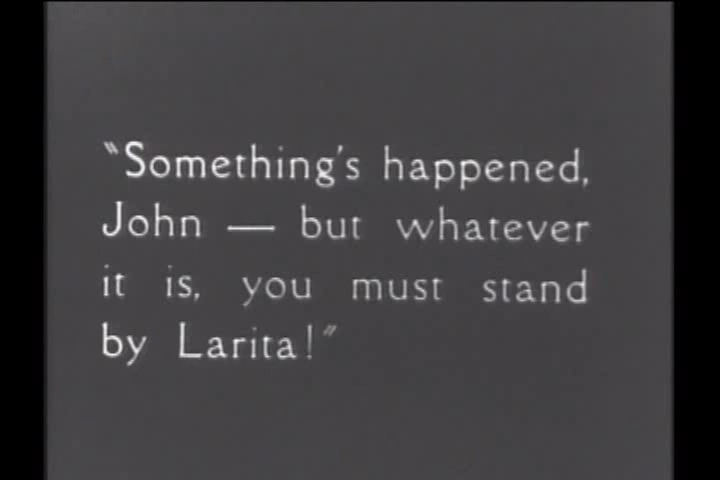 "Something's happened,
John — but whatever
it is, you must stand
by Larita!"